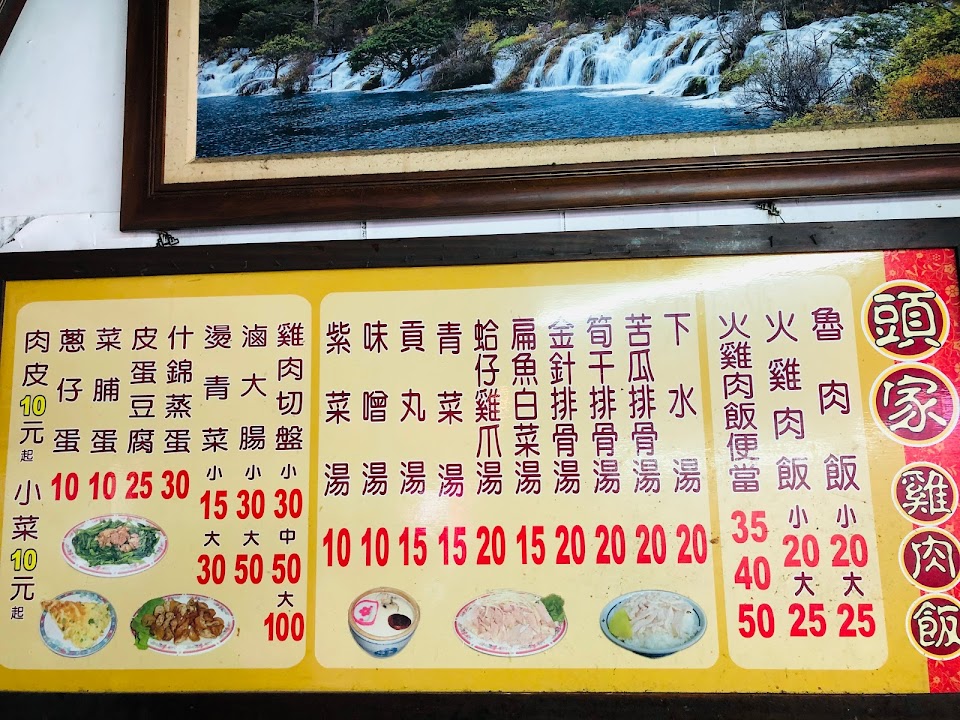 頭家雞肉飯
魯肉飯 小20 大25
火雞肉飯 小20 大25
火雞肉飯便當 35 40 50
下水湯 20
苦瓜排骨湯 20
筍干排骨湯 20
金針排骨湯 20
扁魚白菜湯 15
蛤仔雞爪湯 20
青菜湯 15
貢丸湯 15
味噌湯 10
紫菜湯 10
雞肉切盤 小30 中50 大100
滷大腸 小30 大50
燙青菜 小15 大30
什錦蒸蛋 30
皮蛋豆腐 25
菜脯蛋 10
蔥仔蛋 10
肉皮10元起 小菜10元起